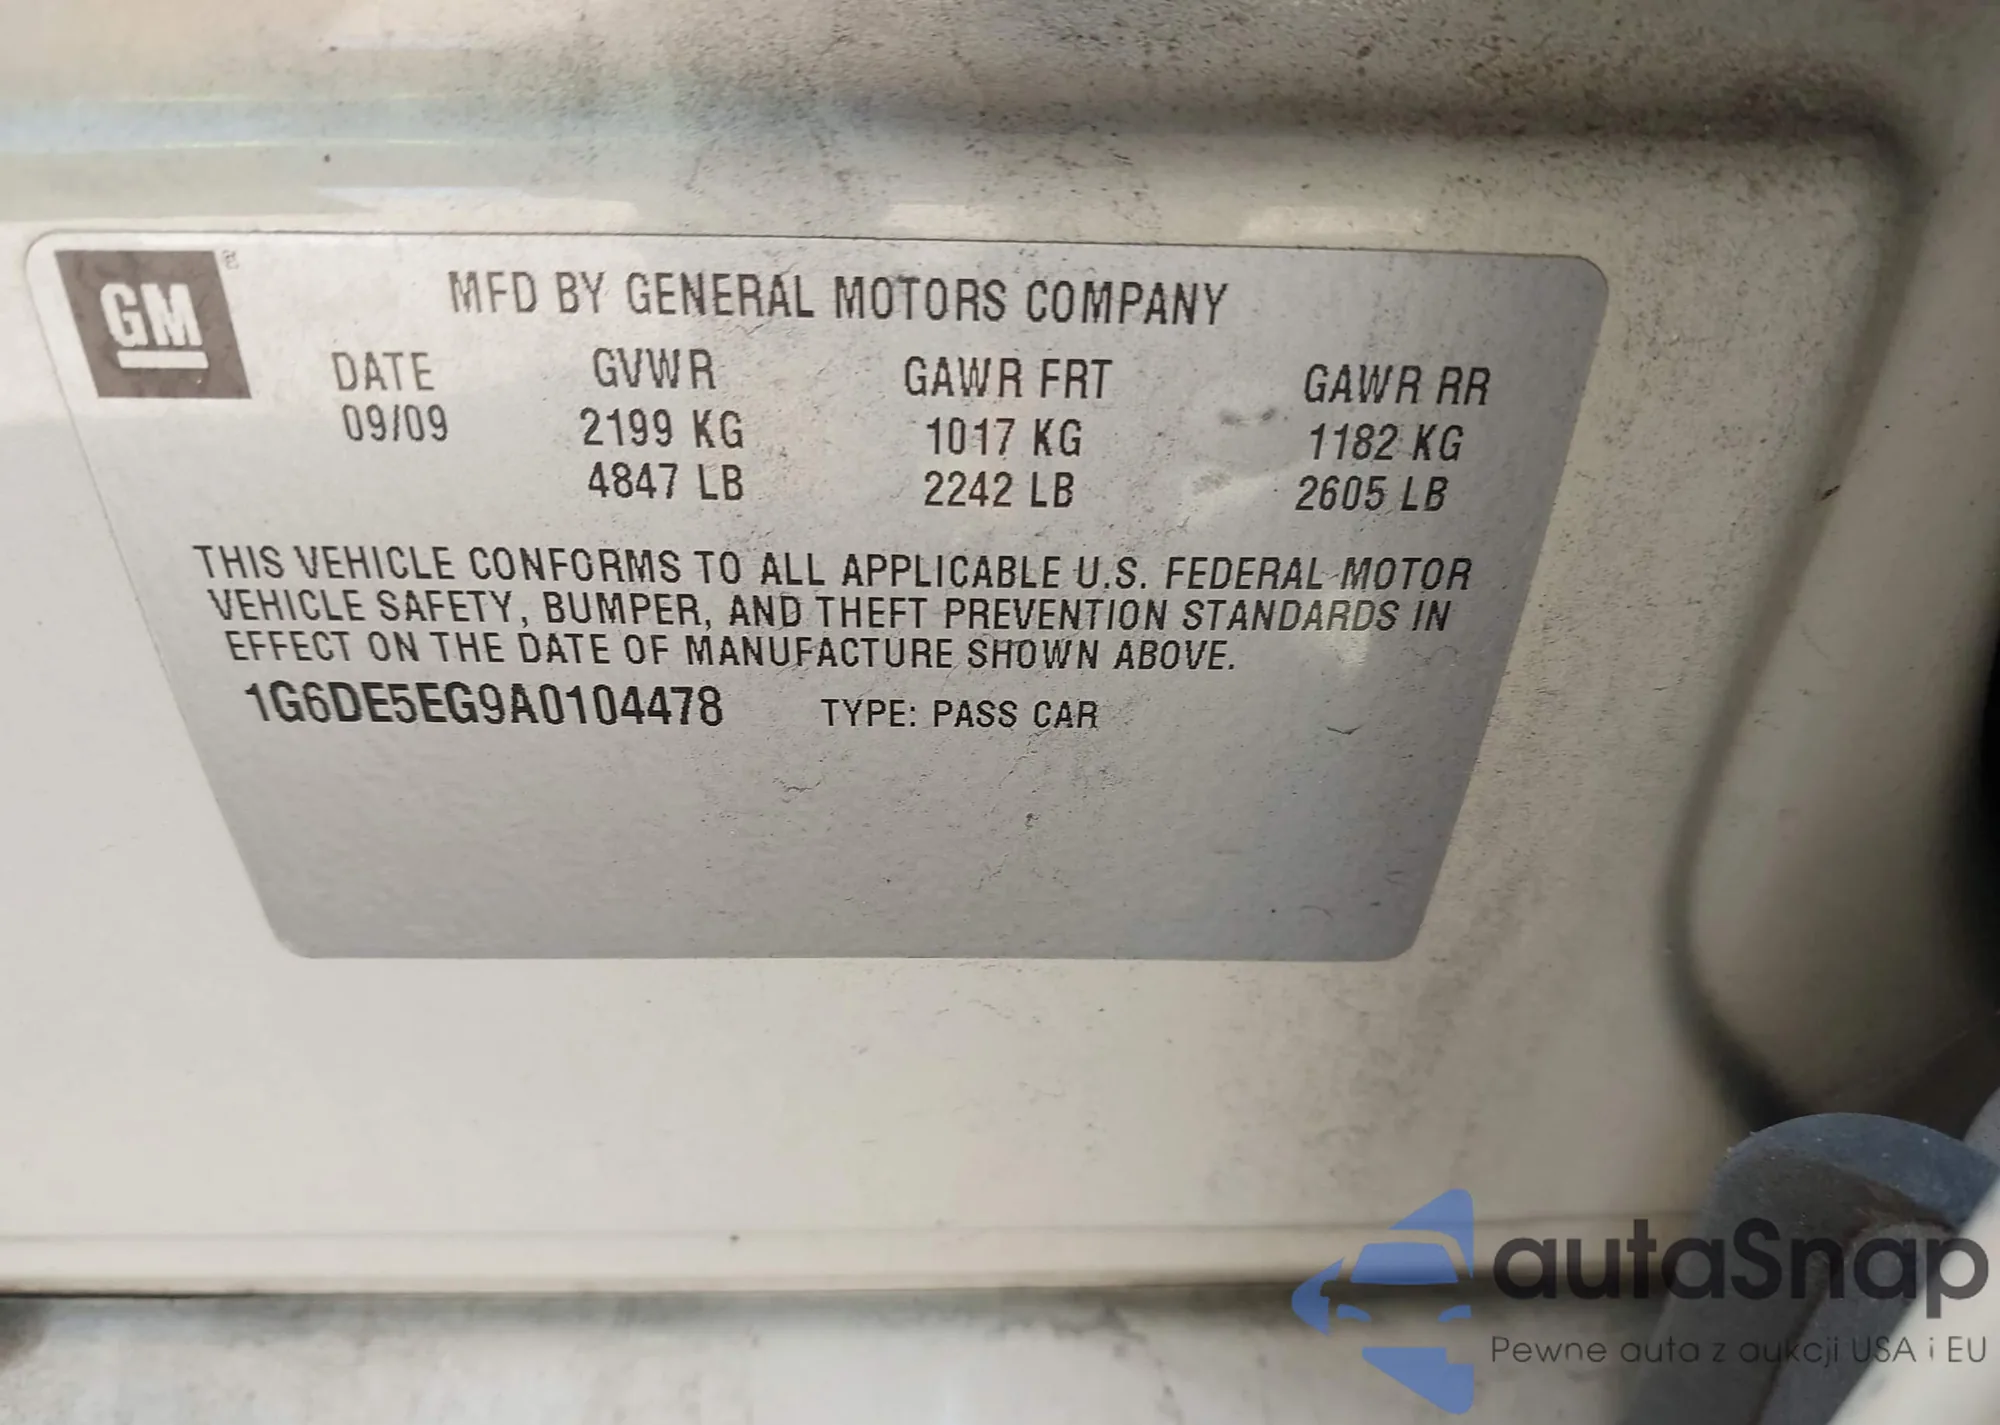 GM ®
MFD BY GENERAL MOTORS COMPANY
DATE GVWR GAWR FRT GAWR RR
09/09 2199 KG 1017 KG 1182 KG
4847 LB 2242 LB 2605 LB
THIS VEHICLE CONFORMS TO ALL APPLICABLE U.S. FEDERAL MOTOR
VEHICLE SAFETY, BUMPER, AND THEFT PREVENTION STANDARDS IN
EFFECT ON THE DATE OF MANUFACTURE SHOWN ABOVE.
1G6DE5EG9A0104478 TYPE: PASS CAR
autaSnap
Pewne auta z aukcji USA i EU